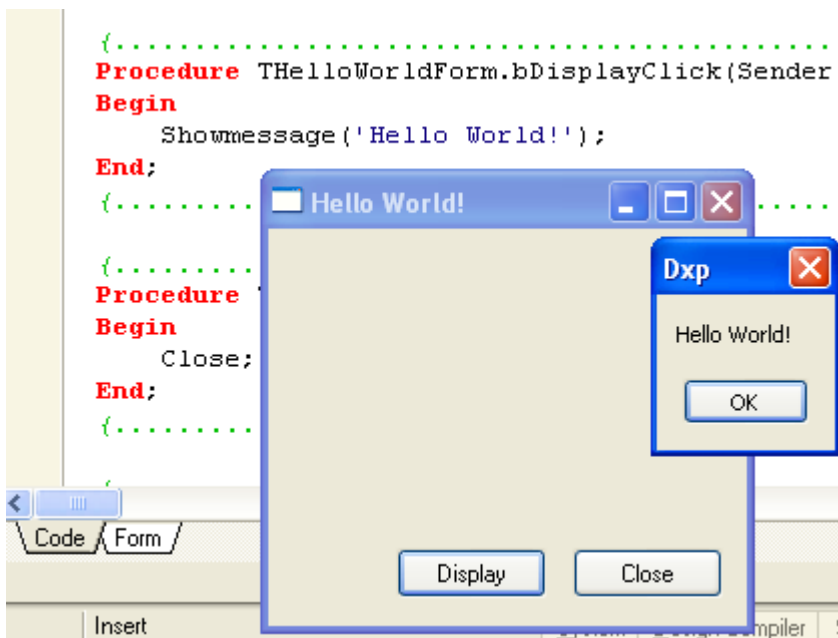 {..............................................
Procedure THelloWorldForm.bDisplayClick(Sender
Begin
Showmessage('Hello World!');
End;
{..........
Hello World!
{..........
Procedure
Begin
Close;
End;
{..........
{
Dxp
Hello World!
OK
Display
Close
Code
Form
Insert